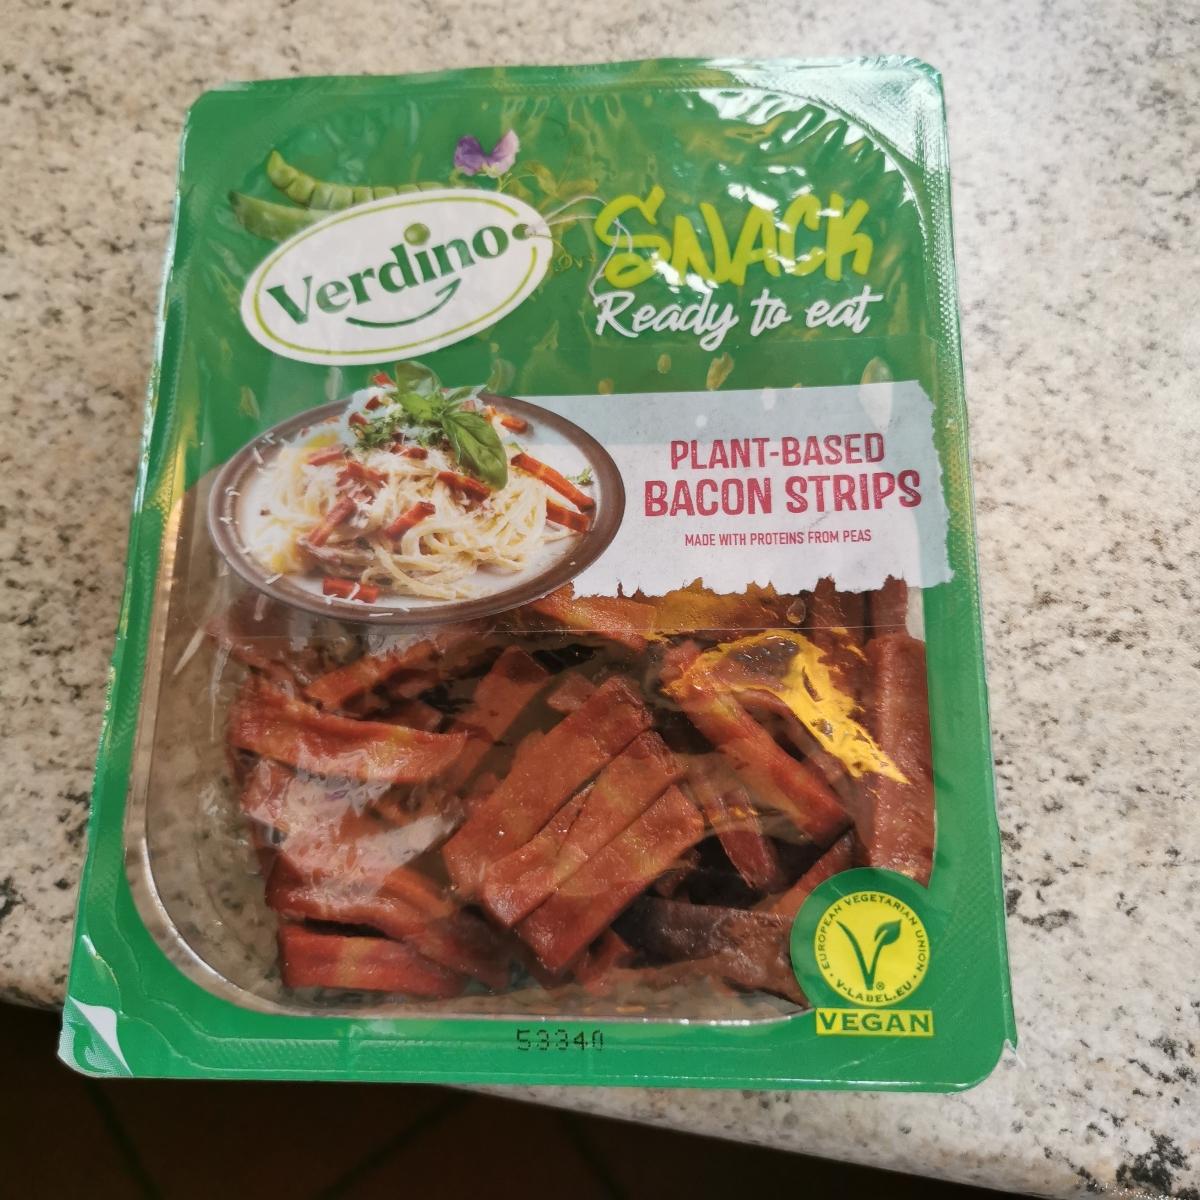 Verdino
SNACK
Ready to eat
PLANT-BASED
BACON STRIPS
MADE WITH PROTEINS FROM PEAS
EUROPEAN VEGETARIAN UNION
V-LABEL.EU
®
VEGAN
53340